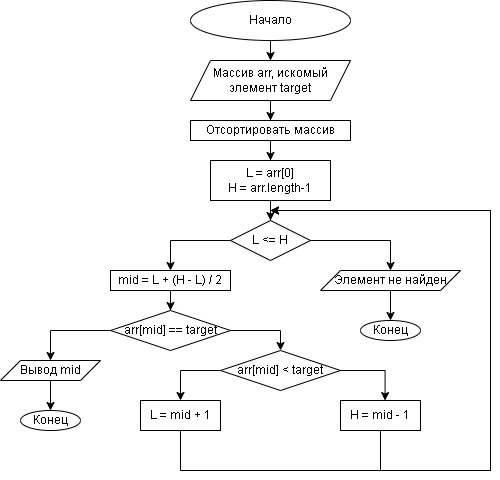 Начало
Массив arr, искомый
элемент target
Отсортировать массив
L = arr[0]
H = arr.length-1
L <= H
mid = L + (H - L) / 2
Элемент не найден
arr[mid] == target
Конец
Вывод mid
arr[mid] < target
Конец
L = mid + 1
H = mid - 1